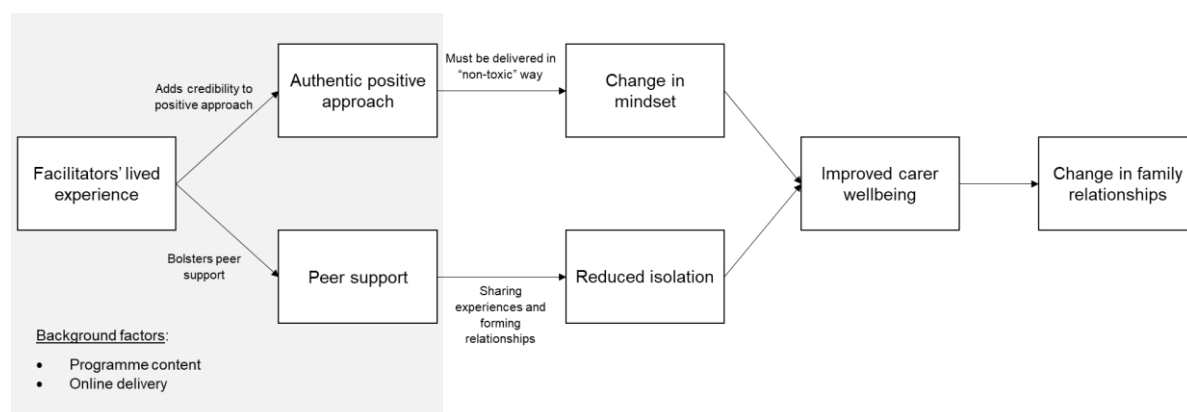 Facilitators' lived
experience
Adds credibility to
positive approach
Authentic positive
approach
Must be delivered in
“non-toxic” way
Change in
mindset
Bolsters peer
support
Peer support
Sharing
experiences and
forming
relationships
Reduced isolation
Improved carer
wellbeing
Change in family
relationships
Background factors:
• Programme content
• Online delivery